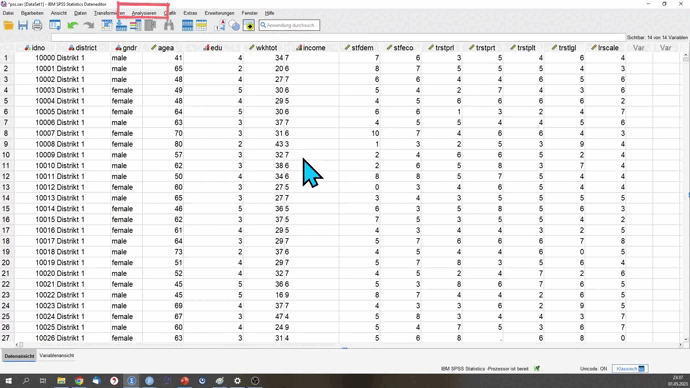 *prs.sav [DataSet1] - IBM SPSS Statistics Dateneditor
Datei Bearbeiten Ansicht Daten Transformieren Analysieren Grafik Extras Erweiterungen Fenster Hilfe
Anwendung durchsuch
Sichtbar: 14 von 14 Variablen
idno district gndr agea edu wkhtot income stfdem stfeco trstprl trstprt trstplt trstlgl lrscale Var Var
1 10000 Distrikt 1 male 41 4 34 7 7 6 3 5 4 6 4
2 10001 Distrikt 1 male 65 2 20 6 8 7 5 5 5 4 3
3 10002 Distrikt 1 male 48 4 27 7 6 6 4 4 6 5 6
4 10003 Distrikt 1 female 49 5 30 6 5 4 2 7 4 3 6
5 10004 Distrikt 1 female 48 4 29 5 4 5 6 6 6 6 2
6 10005 Distrikt 1 female 64 5 30 6 6 6 1 3 2 4 7
7 10006 Distrikt 1 female 63 3 37 7 4 5 5 4 4 5 6
8 10007 Distrikt 1 female 70 3 31 6 10 7 4 6 6 4 3
9 10008 Distrikt 1 female 80 2 43 3 1 3 2 5 3 9 4
10 10009 Distrikt 1 male 57 3 32 7 2 4 6 6 5 2 4
11 10010 Distrikt 1 male 62 3 38 6 2 6 5 8 3 7 4
12 10011 Distrikt 1 male 50 4 34 6 8 8 5 7 5 4 4
13 10012 Distrikt 1 female 60 3 27 5 0 3 4 6 5 4 4
14 10013 Distrikt 1 male 65 3 27 7 3 4 3 5 5 5 5
15 10014 Distrikt 1 female 46 5 36 5 6 3 5 8 5 6 3
16 10015 Distrikt 1 male 62 3 37 5 7 5 3 5 5 4 2
17 10016 Distrikt 1 female 61 4 29 5 4 3 4 4 3 2 5
18 10017 Distrikt 1 male 64 3 29 7 5 7 6 6 6 7 8
19 10018 Distrikt 1 male 73 2 37 6 4 5 4 4 6 0 5
20 10019 Distrikt 1 female 51 4 29 7 5 7 8 3 5 6 4
21 10020 Distrikt 1 male 52 4 32 7 4 5 2 4 7 2 6
22 10021 Distrikt 1 female 45 5 36 6 5 3 8 6 7 6 5
23 10022 Distrikt 1 male 45 5 16 9 8 7 4 4 2 6 5
24 10023 Distrikt 1 male 69 4 37 7 4 3 3 6 2 9 5
25 10024 Distrikt 1 female 67 3 47 4 5 8 3 4 4 3 7
26 10025 Distrikt 1 male 60 4 24 9 5 4 7 5 3 6 7
27 10026 Distrikt 1 female 63 3 31 4 5 6 8 . 6 8 0
Datenansicht Variablenansicht
IBM SPSS Statistics -Prozessor ist bereit Unicode: ON Klassisch
23:07
01.05.2025